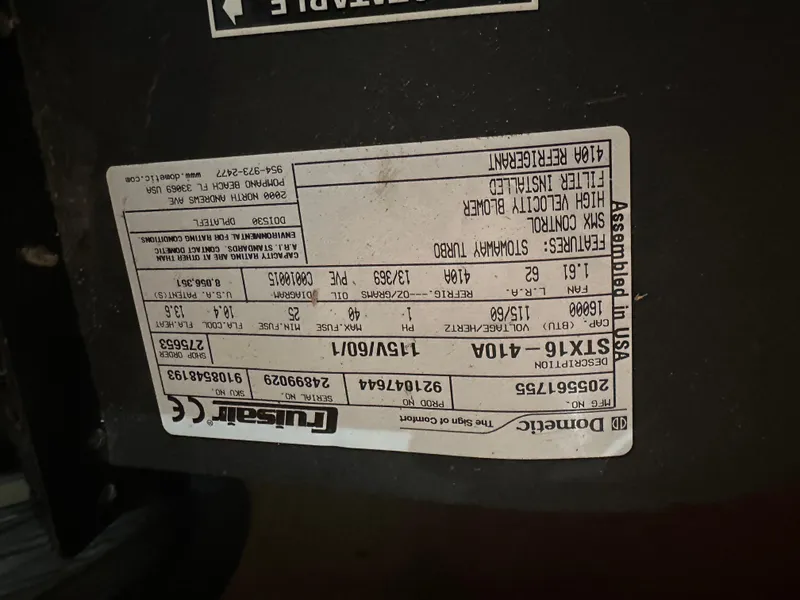 Dometic The Sign of Comfort Cruisair® CE
MFG NO. PROD NO. SERIAL NO. SKU NO.
205561755 921047644 24899029 9108548193
DESCRIPTION SHOP ORDER
STX16-410A 115V/60/1 275653
CAP. (BTU) VOLTAGE/HERTZ PH MAX.FUSE MIN.FUSE FLA.COOL FLA.HEAT
16000 115/60 1 40 25 10.4 13.6
FAN L.R.A. REFRIG.---OZ/GRAMS OIL DIAGRAM U.S.A. PATENT(S)
1.61 62 410A 13/369 PVE C0010015 8,056,351
FEATURES: STOWAWAY TURBO
SMX CONTROL
HIGH VELOCITY BLOWER
FILTER INSTALLED
410A REFRIGERANT
CAPACITY RATING ARE AT OTHER THAN
A.R.I. STANDARDS. CONTACT DOMETIC
ENVIRONMENTAL FOR RATING CONDITIONS
DO1S30 DPLATEFL
2000 NORTH ANDREWS AVE
POMPANO BEACH FL 33069 USA
954-973-2477 www.dometic.com
Assembled in USA